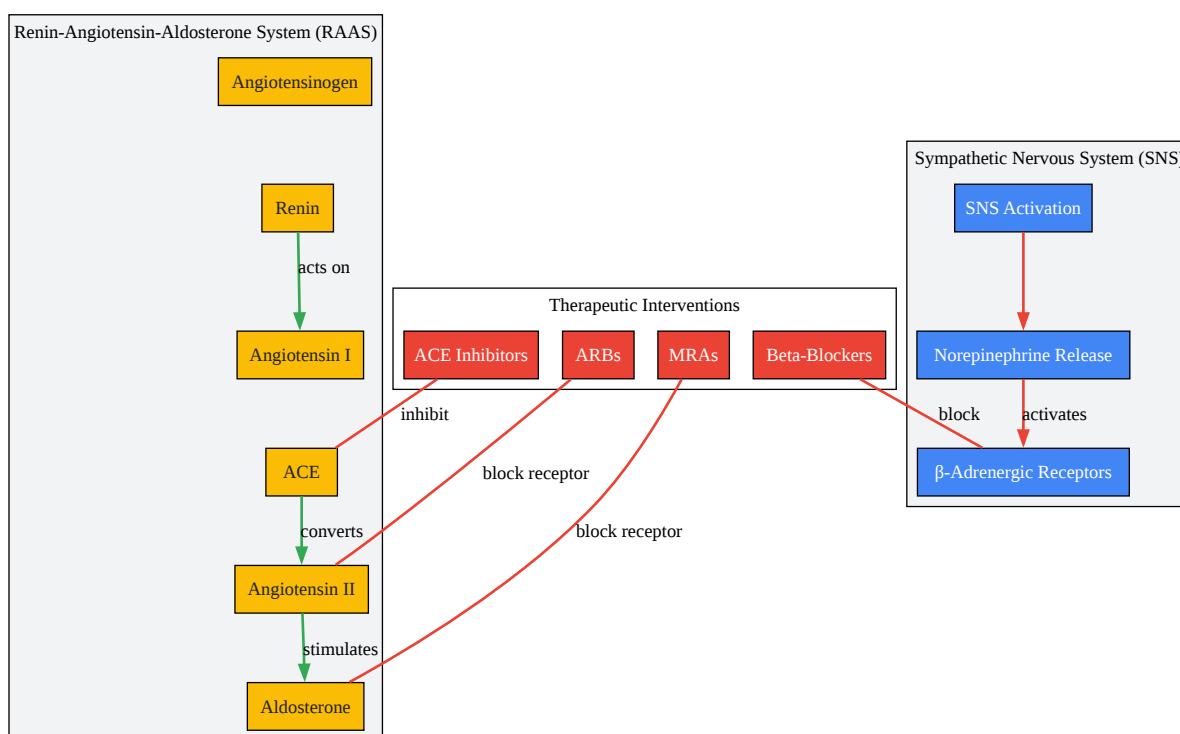 Renin-Angiotensin-Aldosterone System (RAAS)
Angiotensinogen
Renin
acts on
Angiotensin I
ACE
converts
Angiotensin II
stimulates
Aldosterone
Therapeutic Interventions
ACE Inhibitors
ARBs
MRAs
Beta-Blockers
inhibit
block receptor
block receptor
block
Sympathetic Nervous System (SNS)
SNS Activation
Norepinephrine Release
activates
β-Adrenergic Receptors